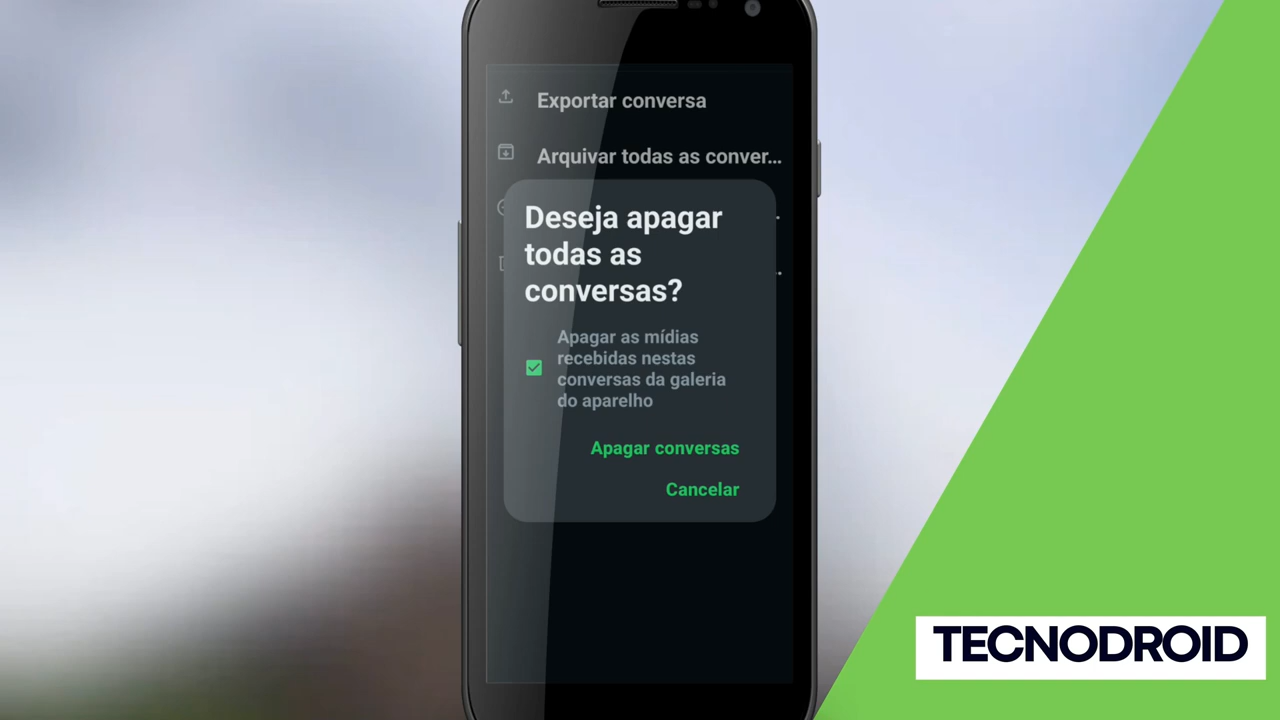 Exportar conversa
Arquivar todas as conver...
Deseja apagar
todas as
conversas?
Apagar as mídias
recebidas nestas
conversas da galeria
do aparelho
Apagar conversas
Cancelar
TECNODROID